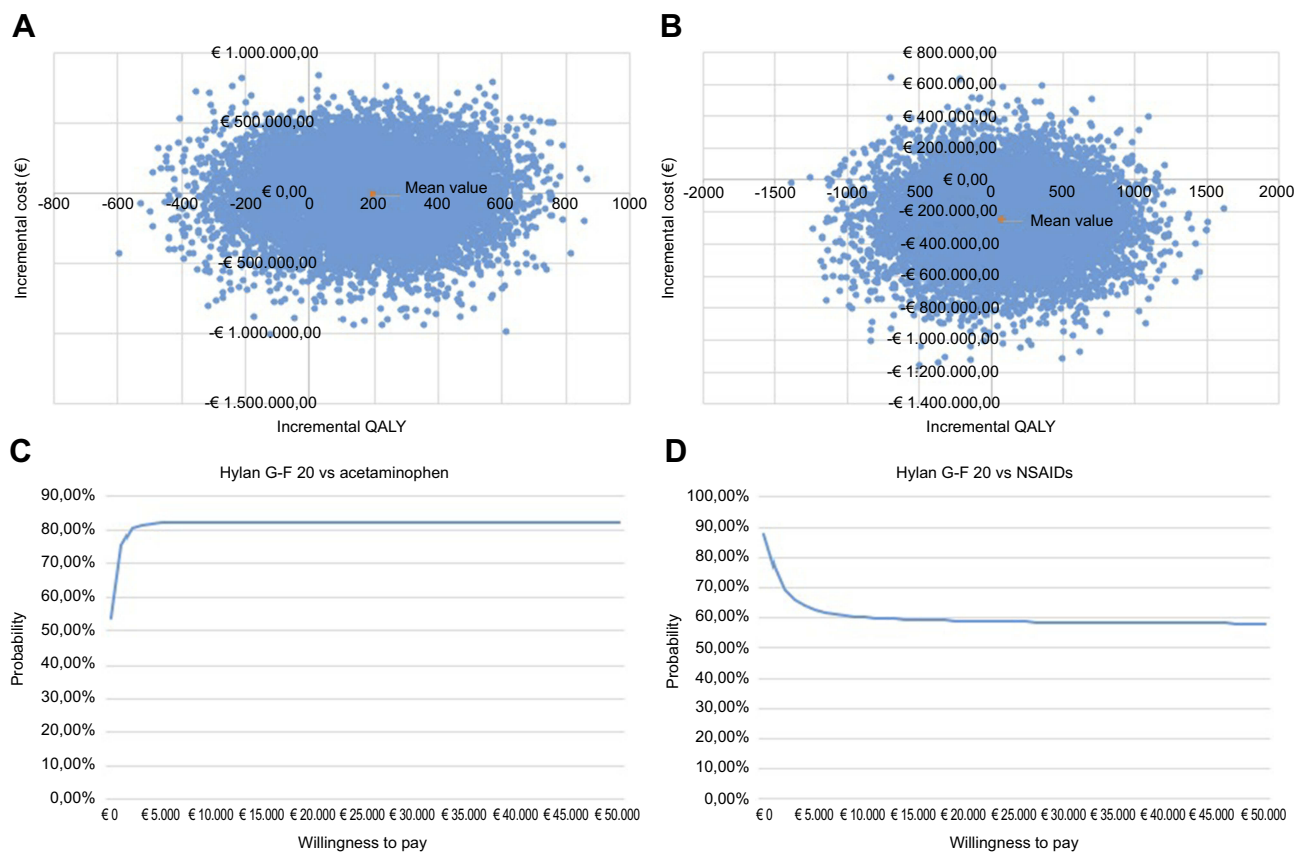 A
Incremental cost (€)
€ 1.000.000,00
€ 500.000,00
€ 0,00
-€ 500.000,00
-€ 1.000.000,00
-€ 1.500.000,00
-800 -600 -400 -200 0 200 400 600 800 1000
Mean value
Incremental QALY
B
Incremental cost (€)
€ 800.000,00
€ 600.000,00
€ 400.000,00
€ 200.000,00
€ 0,00
-€ 200.000,00
-€ 400.000,00
-€ 600.000,00
-€ 800.000,00
-€ 1.000.000,00
-€ 1.200.000,00
-€ 1.400.000,00
-2000 -1500 -1000 500 0 500 1000 1500 2000
Mean value
Incremental QALY
C
Hylan G-F 20 vs acetaminophen
Probability
90,00%
80,00%
70,00%
60,00%
50,00%
40,00%
30,00%
20,00%
10,00%
0,00%
€ 0 € 5.000 € 10.000 € 15.000 € 20.000 € 25.000 € 30.000 € 35.000 € 40.000 € 45.000 € 50.000
Willingness to pay
D
Hylan G-F 20 vs NSAIDs
Probability
100,00%
90,00%
80,00%
70,00%
60,00%
50,00%
40,00%
30,00%
20,00%
10,00%
0,00%
€ 0 € 5.000 € 10.000 € 15.000 € 20.000 € 25.000 € 30.000 € 35.000 € 40.000 € 45.000 € 50.000
Willingness to pay